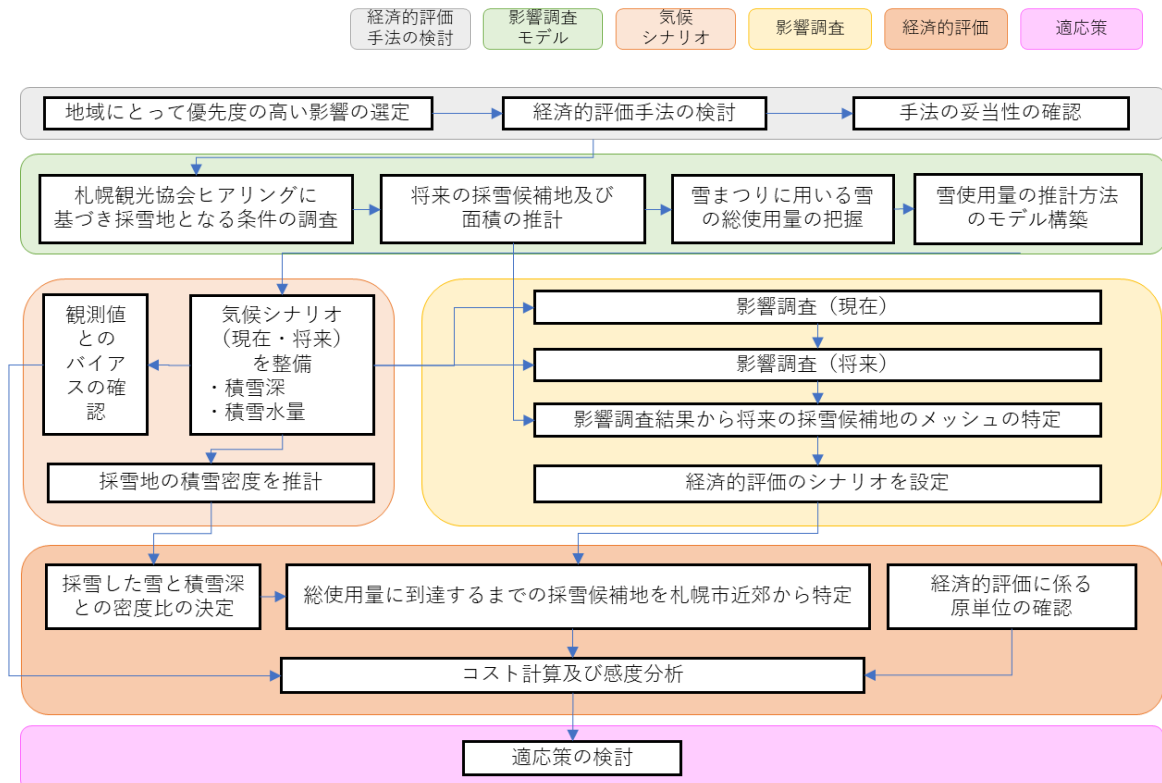 経済的評価
手法の検討
影響調査
モデル
気候
シナリオ
影響調査
経済的評価
適応策
地域にとって優先度の高い影響の選定
経済的評価手法の検討
手法の妥当性の確認
札幌観光協会ヒアリングに
基づき採雪地となる条件の調査
将来の採雪候補地及び
面積の推計
雪まつりに用いる雪
の総使用量の把握
雪使用量の推計方法
のモデル構築
観測値
との
バイア
スの確
認
気候シナリオ
（現在・将来）
を整備
・積雪深
・積雪水量
採雪地の積雪密度を推計
影響調査（現在）
影響調査（将来）
影響調査結果から将来の採雪候補地のメッシュの特定
経済的評価のシナリオを設定
採雪した雪と積雪深
との密度比の決定
総使用量に到達するまでの採雪候補地を札幌市近郊から特定
経済的評価に係る
原単位の確認
コスト計算及び感度分析
適応策の検討